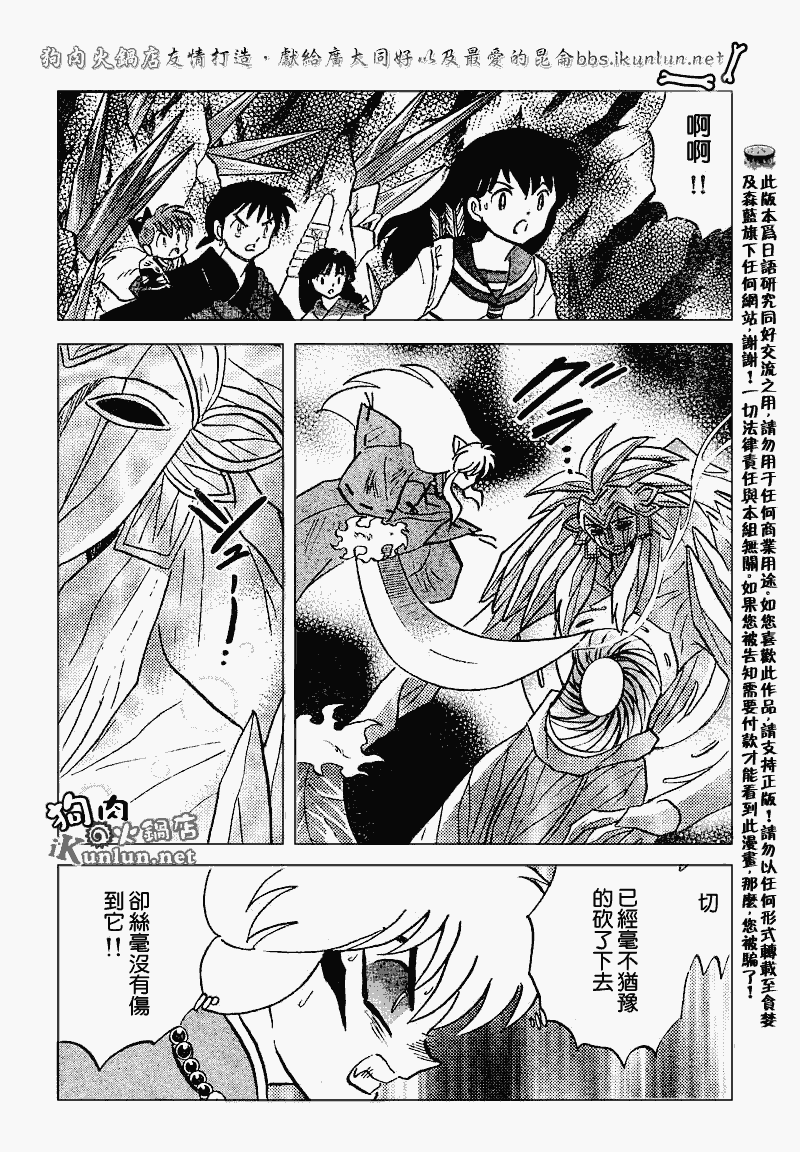 狗肉火鍋店友情打造，獻給廣大同好以及最愛的昆侖bbs.ikunlun.net
啊
啊
!!
此版本爲日語研究同好交流之用，請勿用于任何商業用途。如您喜歡此作品，請支持正版！請勿以任何形式轉載至貪婪
及森藍旗下任何網站，謝謝！一切法律責任與本組無關。如果您被告知需要付款才能看到此漫畫，那麼，您被騙了！
狗肉
火鍋店
iKunlun.net
切
已經毫不猶豫
的砍了下去
卻絲毫沒有傷
到它!!